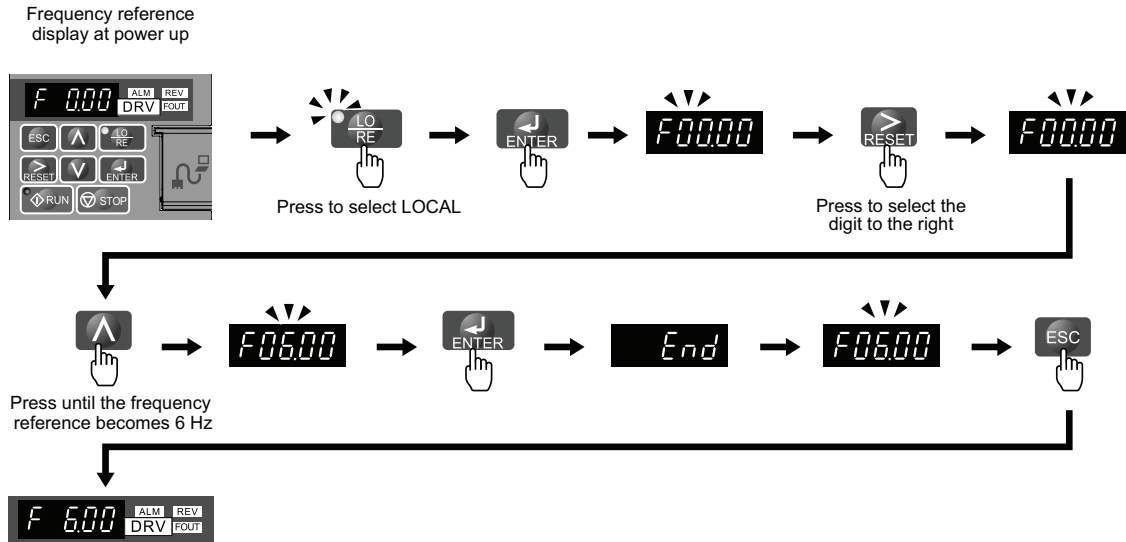 Frequency reference
display at power up
F 0.00
ALM REV
DRV FOUT
ESC
LO
RE
RESET
ENTER
RUN
STOP
LO
RE
Press to select LOCAL
ENTER
F00.00
RESET
Press to select the
digit to the right
F00.00
Press until the frequency
reference becomes 6 Hz
F06.00
ENTER
End
F06.00
ESC
F 6.00
ALM REV
DRV FOUT